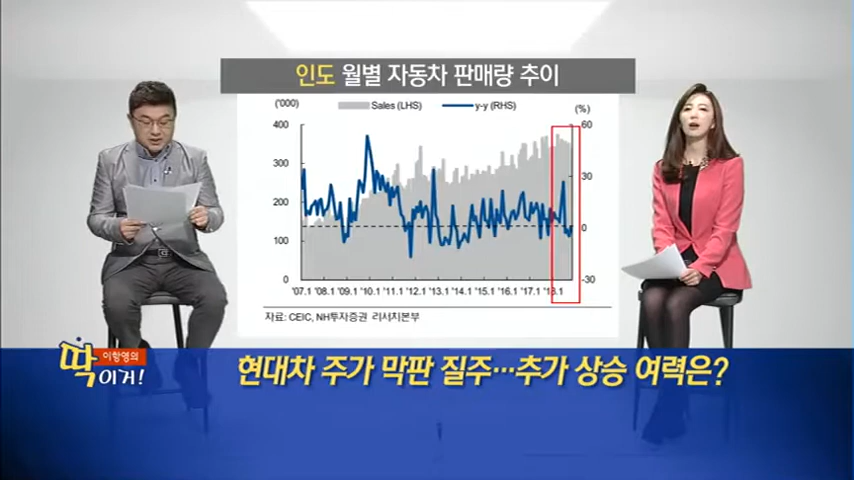 인도 월별 자동차 판매량 추이
('000)
Sales (LHS)
y-y (RHS)
(%)
400
300
200
100
0
60
30
0
-30
'07.1 '08.1 '09.1 '10.1 '11.1 '12.1 '13.1 '14.1 '15.1 '16.1 '17.1 '18.1
자료: CEIC, NH투자증권 리서치본부
딱 이항영의
이거!
현대차 주가 막판 질주…추가 상승 여력은?